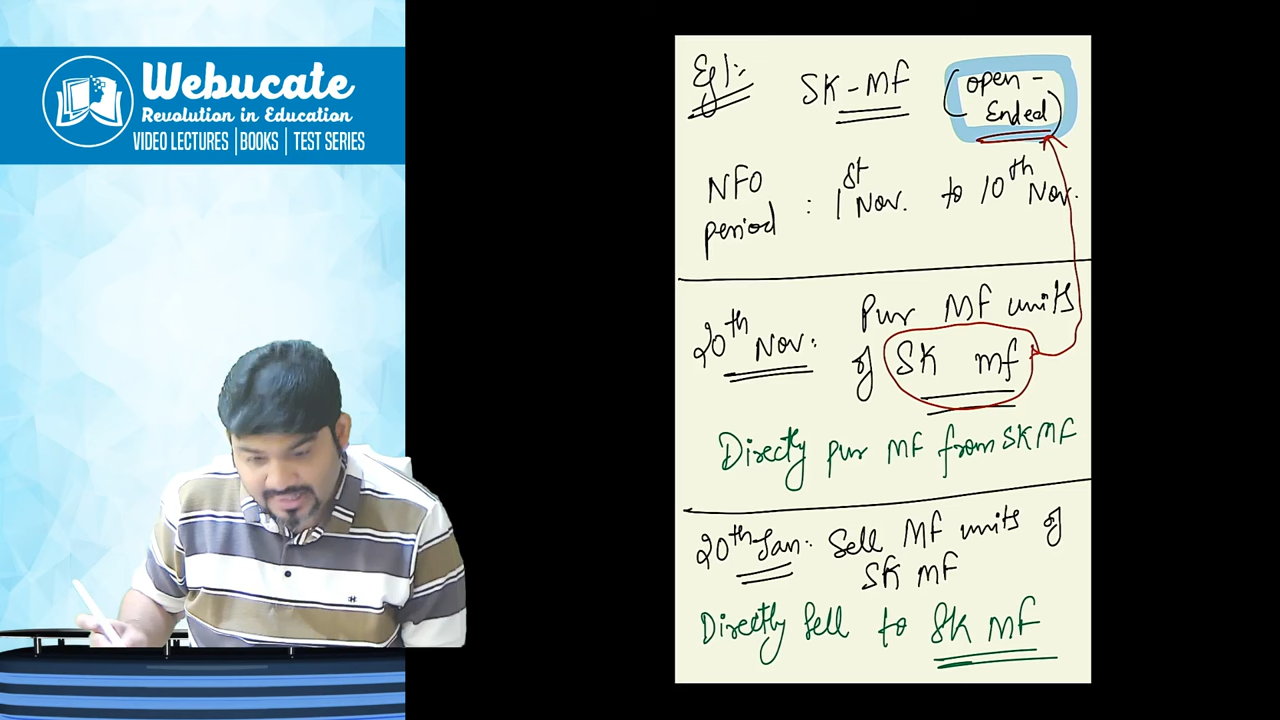 Webucate
Revolution in Education
VIDEO LECTURES | BOOKS | TEST SERIES
Eg 1:
SK - MF (open -
Ended)
NFO
period : 1st Nov. to 10th Nov.
20th Nov: Pur MF units
of SK mf
Directly pur MF from SK MF
20th Jan: Sell MF units of
SK MF
Directly Sell to SK MF